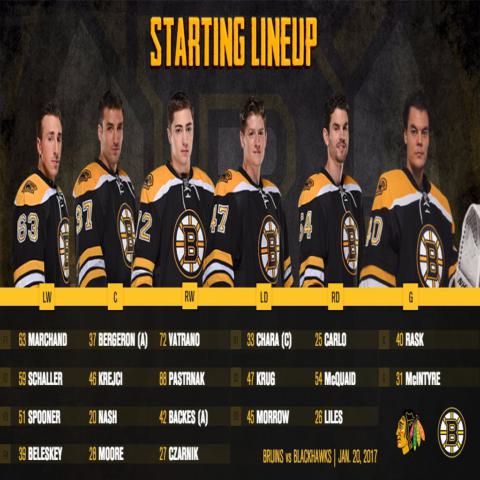 STARTING LINEUP
63 37 72 47 54 40
LW C RW LD RD G
63 MARCHAND 37 BERGERON (A) 72 VATRANO 33 CHARA (C) 25 CARLO 40 RASK
59 SCHALLER 46 KREJCI 88 PASTRNAK 47 KRUG 54 McQUAID 31 McINTYRE
51 SPOONER 20 NASH 42 BACKES (A) 45 MORROW 26 LILES
39 BELESKEY 28 MOORE 27 CZARNIK
BRUINS vs BLACKHAWKS | JAN. 20, 2017